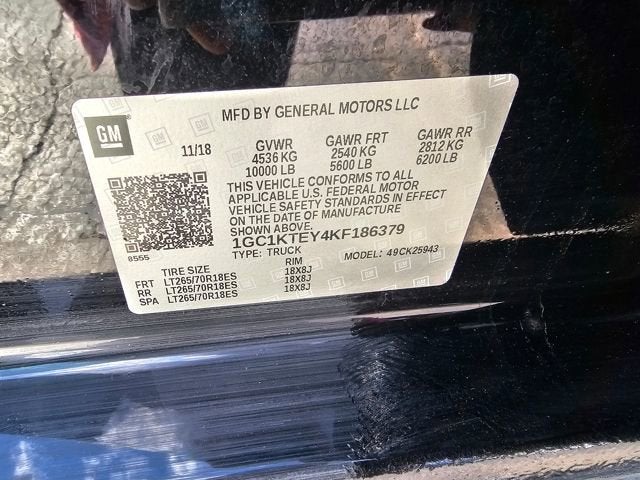 MFD BY GENERAL MOTORS LLC
GM
11/18 GVWR GAWR FRT GAWR RR
4536 KG 2540 KG 2812 KG
10000 LB 5600 LB 6200 LB
THIS VEHICLE CONFORMS TO ALL
APPLICABLE U.S. FEDERAL MOTOR
VEHICLE SAFETY STANDARDS IN EFFECT
ON THE DATE OF MANUFACTURE
SHOWN ABOVE.
1GC1KTEY4KF186379
8555 TYPE: TRUCK MODEL: 49CK25943
TIRE SIZE RIM
FRT LT265/70R18ES 18X8J
RR LT265/70R18ES 18X8J
SPA LT265/70R18ES 18X8J